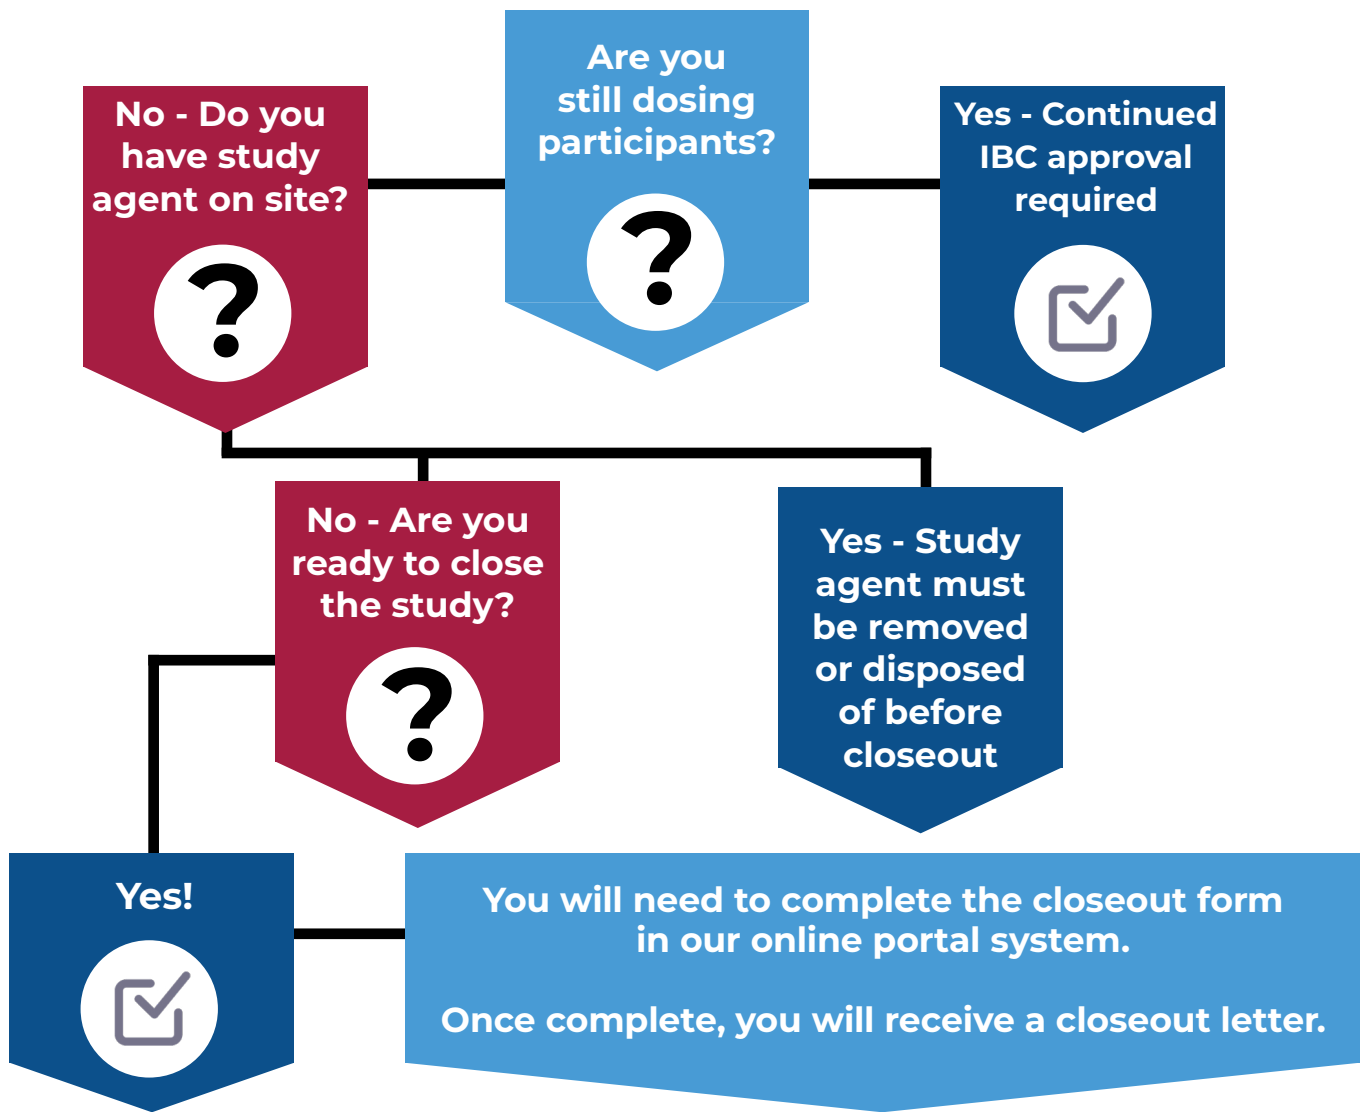 Are you
still dosing
participants?
?
No - Do you
have study
agent on site?
?
Yes - Continued
IBC approval
required
No - Are you
ready to close
the study?
?
Yes - Study
agent must
be removed
or disposed
of before
closeout
Yes!
You will need to complete the closeout form
in our online portal system.
Once complete, you will receive a closeout letter.